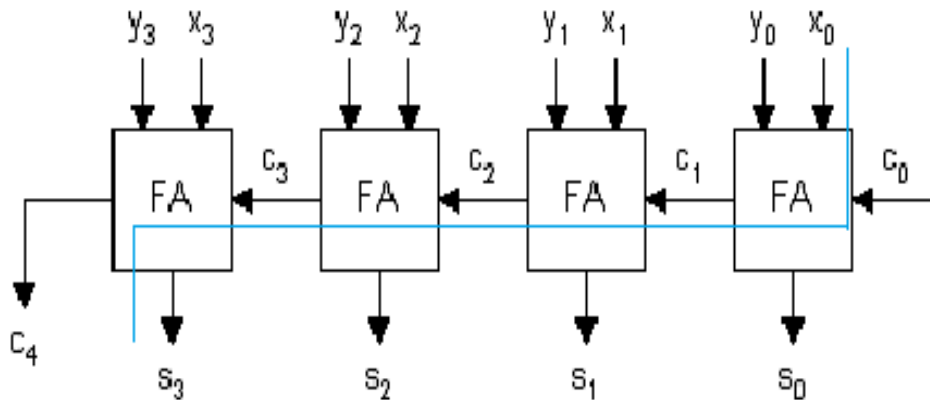 y3 x3 y2 x2 y1 x1 y0 x0
FA c3 FA c2 FA c1 FA c0
c4
s3 s2 s1 s0